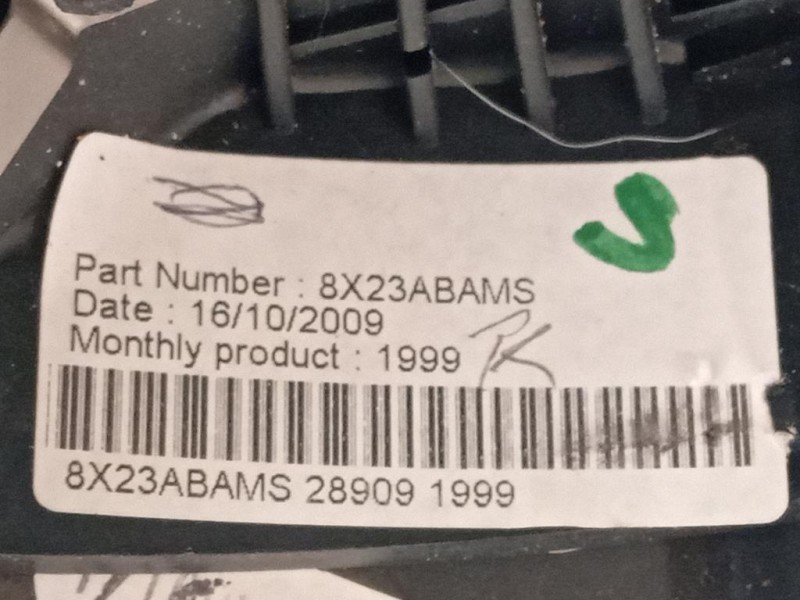 Part Number : 8X23ABAMS
Date : 16/10/2009
Monthly product : 1999
8X23ABAMS 28909 1999